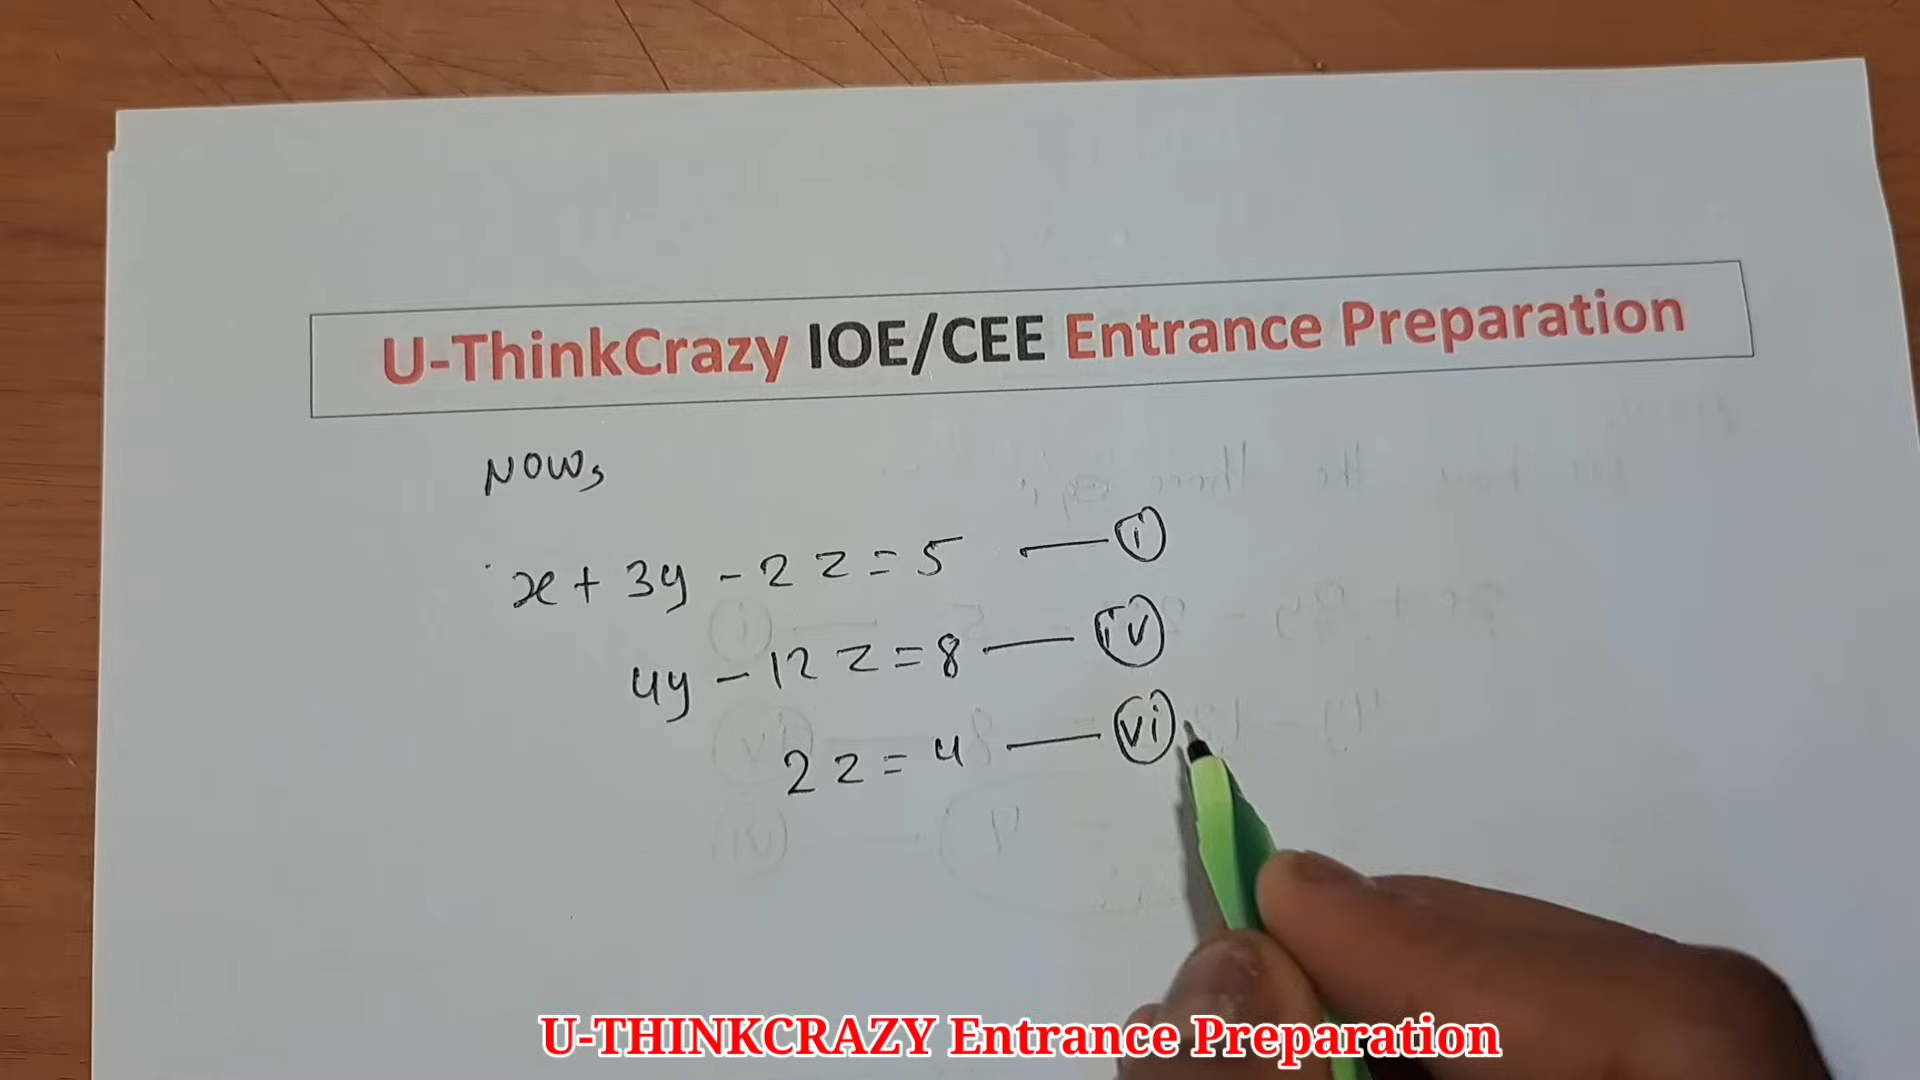 U-ThinkCrazy IOE/CEE Entrance Preparation
NOW,
x + 3y - 2z = 5 — i
4y - 12z = 8 — iv
2z = 4 — vi
U-THINKCRAZY Entrance Preparation